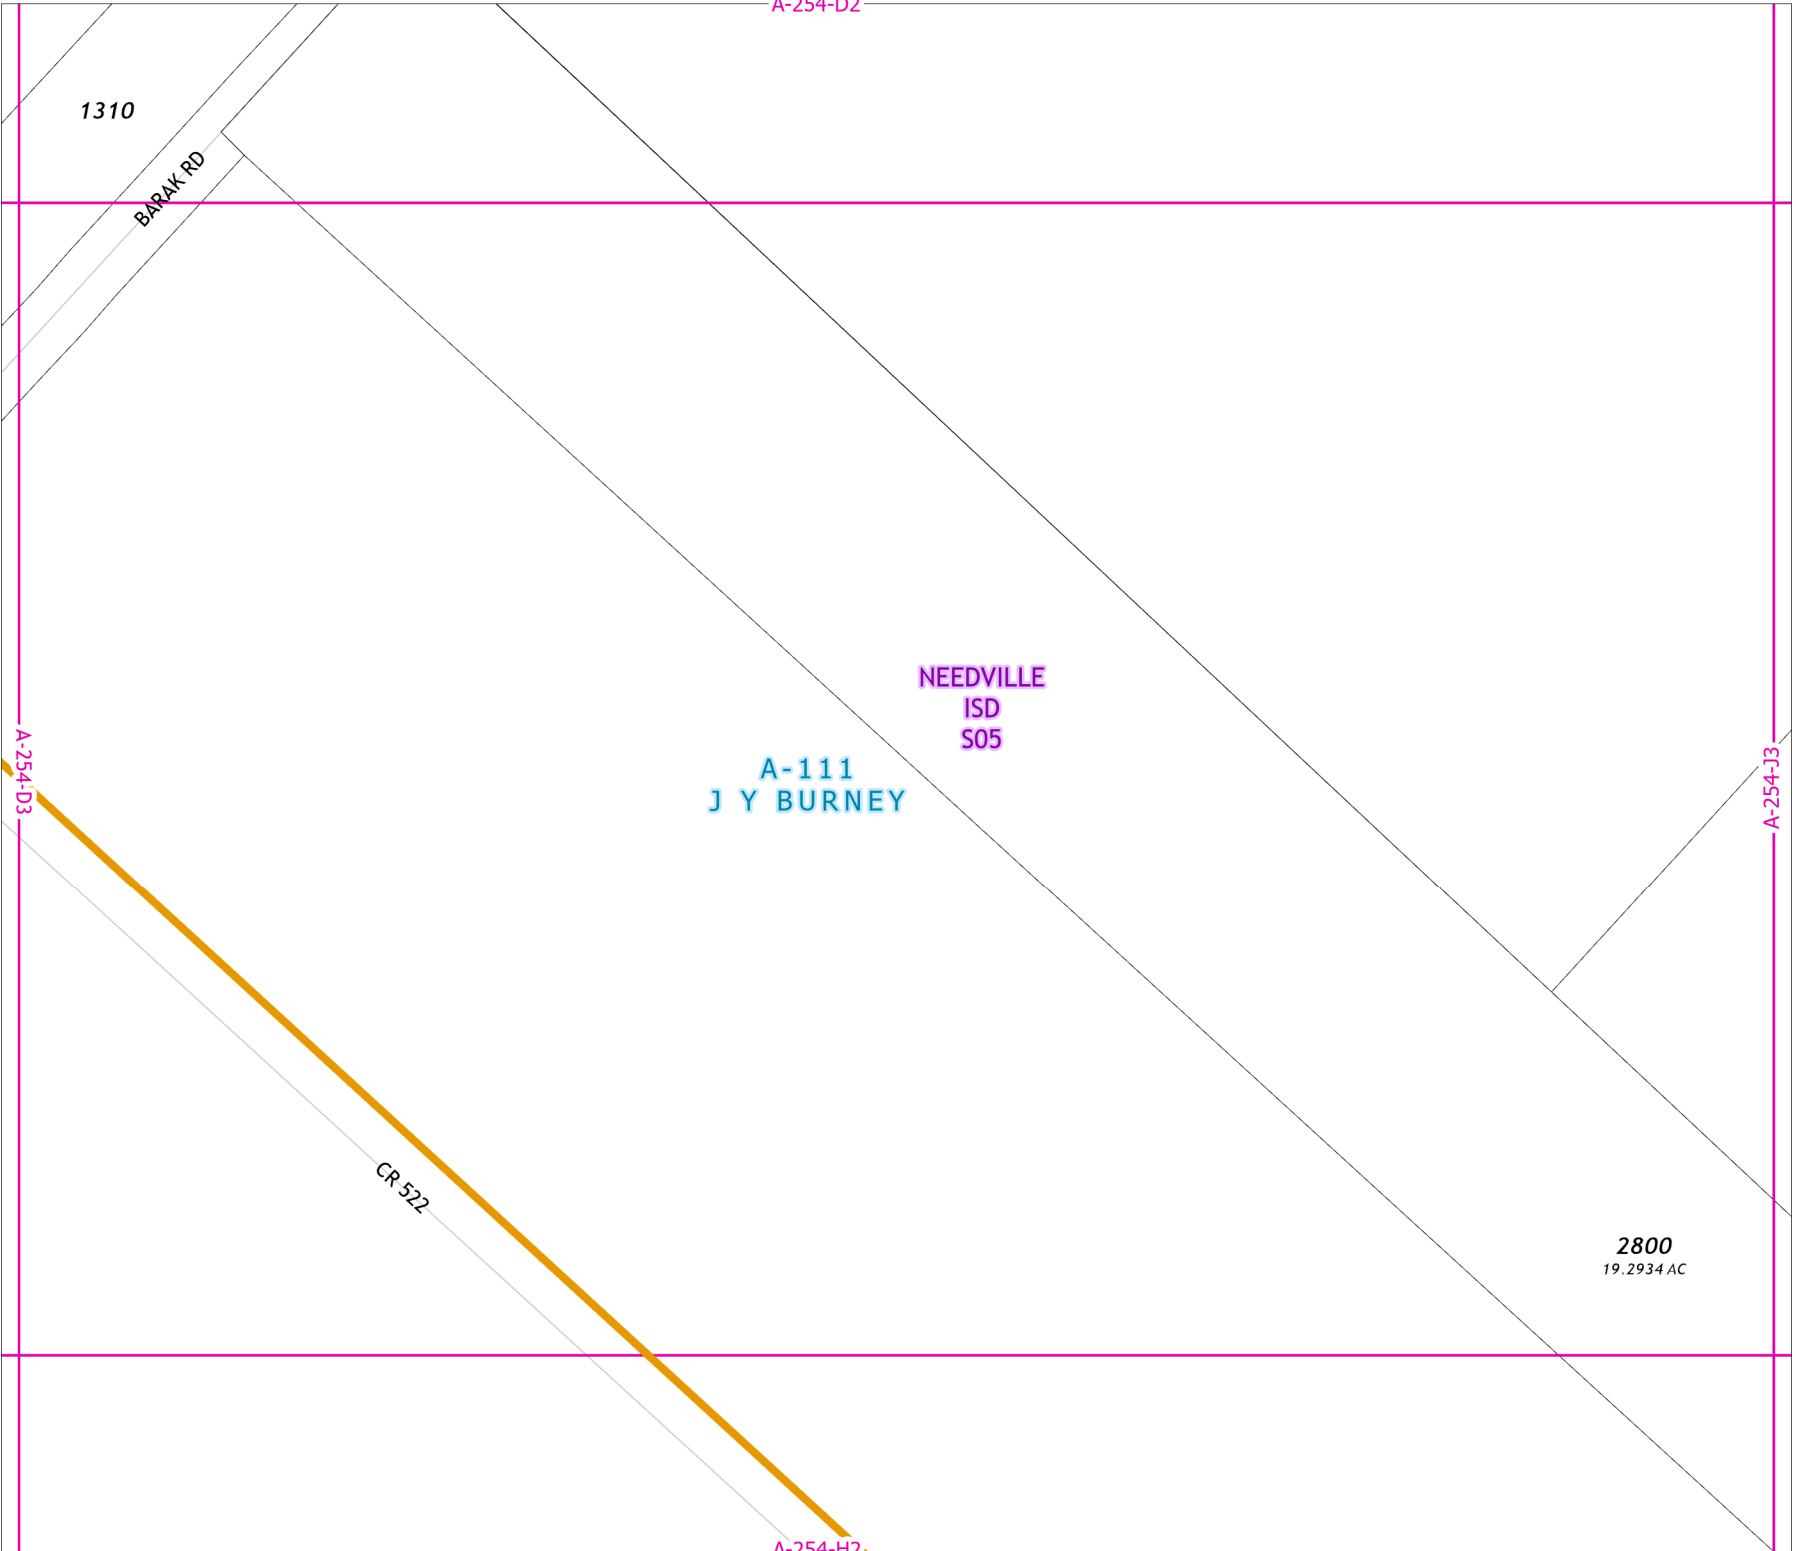 A-254-D2
1310
BARAK RD
NEEDVILLE
ISD
S05
A-111
J Y BURNEY
A-254-D3
A-254-J3
CR 522
2800
19.2934 AC
A-254-H2